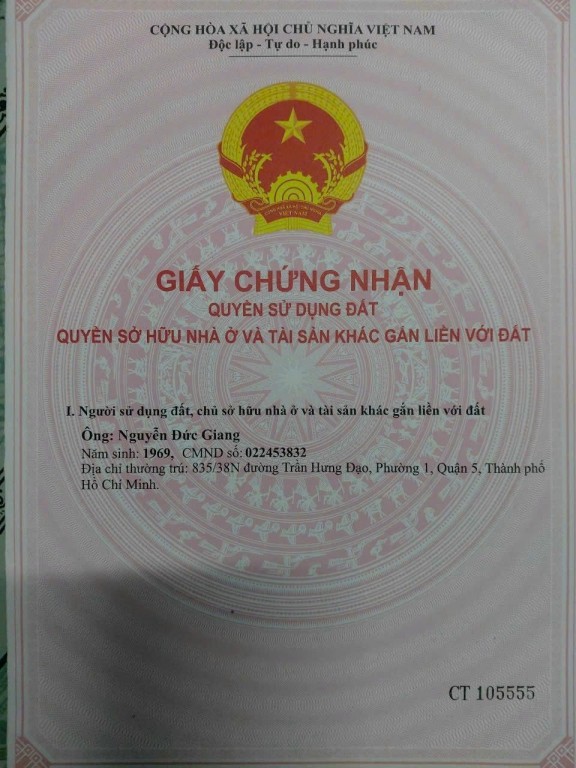 CỘNG HÒA XÃ HỘI CHỦ NGHĨA VIỆT NAM
Độc lập - Tự do - Hạnh phúc
VIỆT NAM
GIẤY CHỨNG NHẬN
QUYỀN SỬ DỤNG ĐẤT
QUYỀN SỞ HỮU NHÀ Ở VÀ TÀI SẢN KHÁC GẮN LIỀN VỚI ĐẤT
I. Người sử dụng đất, chủ sở hữu nhà ở và tài sản khác gắn liền với đất
Ông: Nguyễn Đức Giang
Năm sinh: 1969, CMND số: 022453832
Địa chỉ thường trú: 835/38N đường Trần Hưng Đạo, Phường 1, Quận 5, Thành phố
Hồ Chí Minh.
CT 105555